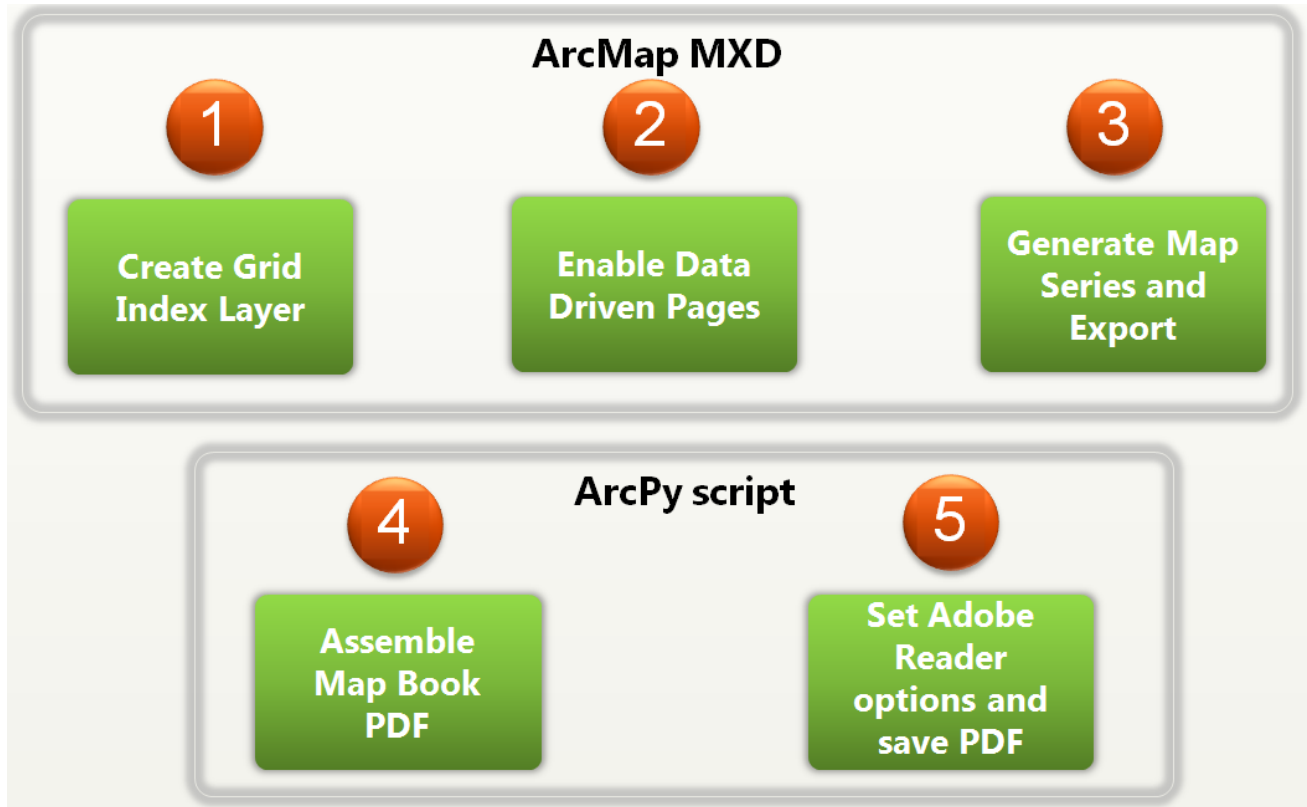 ArcMap MXD
1
2
3
Create Grid
Index Layer
Enable Data
Driven Pages
Generate Map
Series and
Export
ArcPy script
4
5
Assemble
Map Book
PDF
Set Adobe
Reader
options and
save PDF